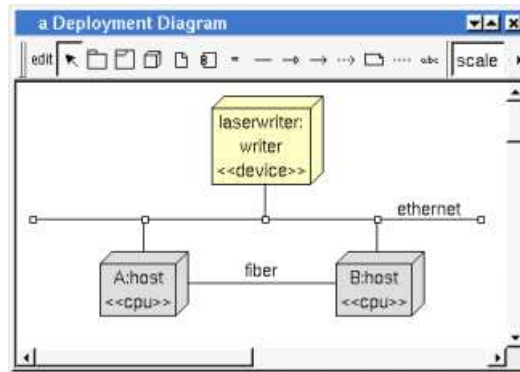 a Deployment Diagram
edit abc scale
laserwriter:
writer
<<device>>
ethernet
A:host
<<cpu>>
fiber
B:host
<<cpu>>